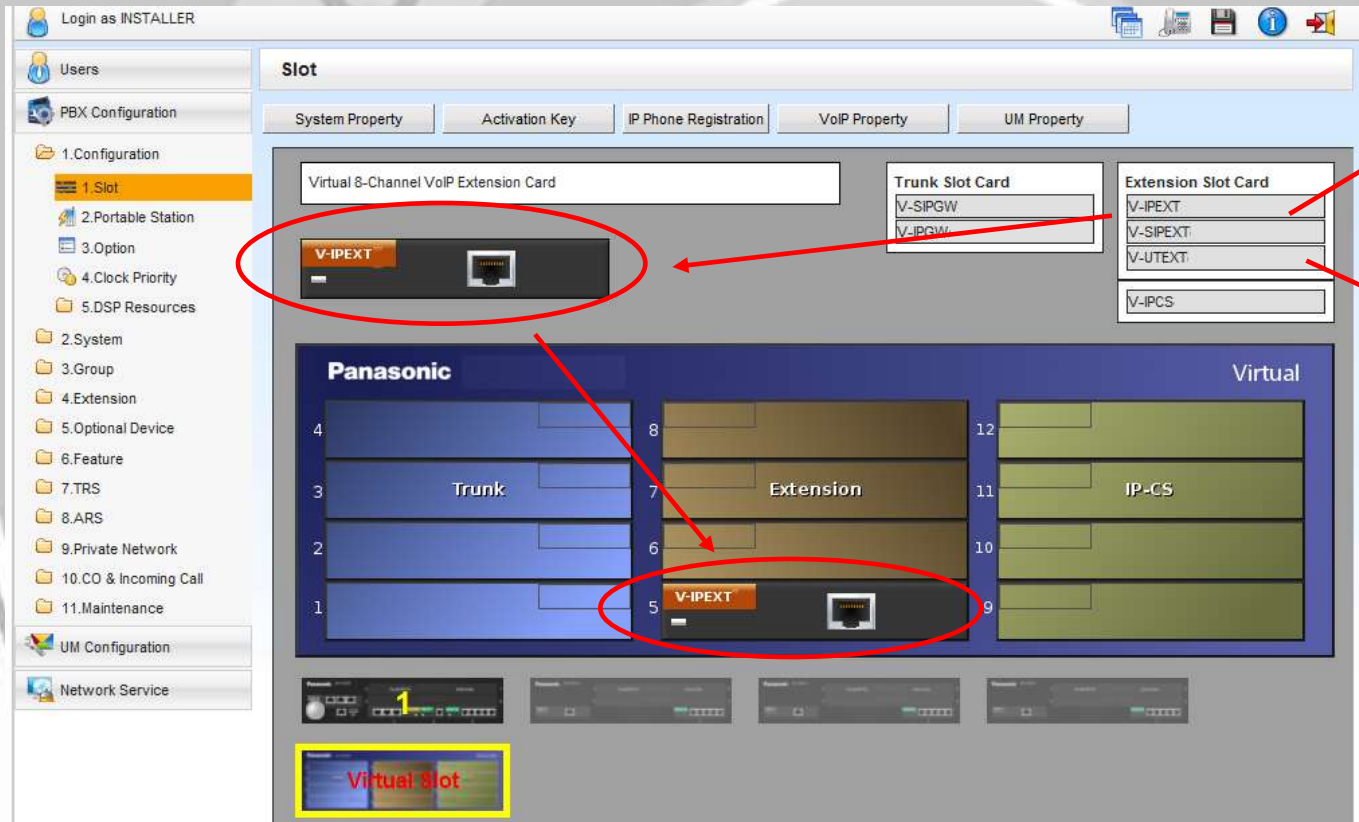 Login as INSTALLER
Users
PBX Configuration
1.Configuration
1.Slot
2.Portable Station
3.Option
4.Clock Priority
5.DSP Resources
2.System
3.Group
4.Extension
5.Optional Device
6.Feature
7.TRS
8.ARS
9.Private Network
10.CO & Incoming Call
11.Maintenance
UM Configuration
Network Service
Slot
System Property Activation Key IP Phone Registration VoIP Property UM Property
Virtual 8-Channel VoIP Extension Card
Trunk Slot Card
V-SIPGW
V-IPGW
Extension Slot Card
V-IPEXT
V-SIPEXT
V-UTEXT
V-IPCS
V-IPEXT
Panasonic Virtual
4 8 12
3 Trunk 7 Extension 11 IP-CS
2 6 10
1 5 V-IPEXT 9
1
Virtual Slot